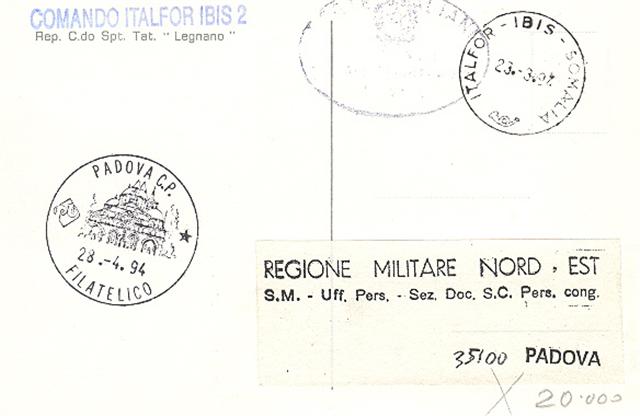 COMANDO ITALFOR IBIS 2
Rep. C.do Spt. Tat. " Legnano "
ITALFOR - IBIS - SOMALIA
23.-3.94.
PADOVA C.P.
28.-4.94
FILATELICO
REGIONE MILITARE NORD - EST
S.M. - Uff. Pers. - Sez. Doc. S.C. Pers. cong.
35100 PADOVA
X 20.000